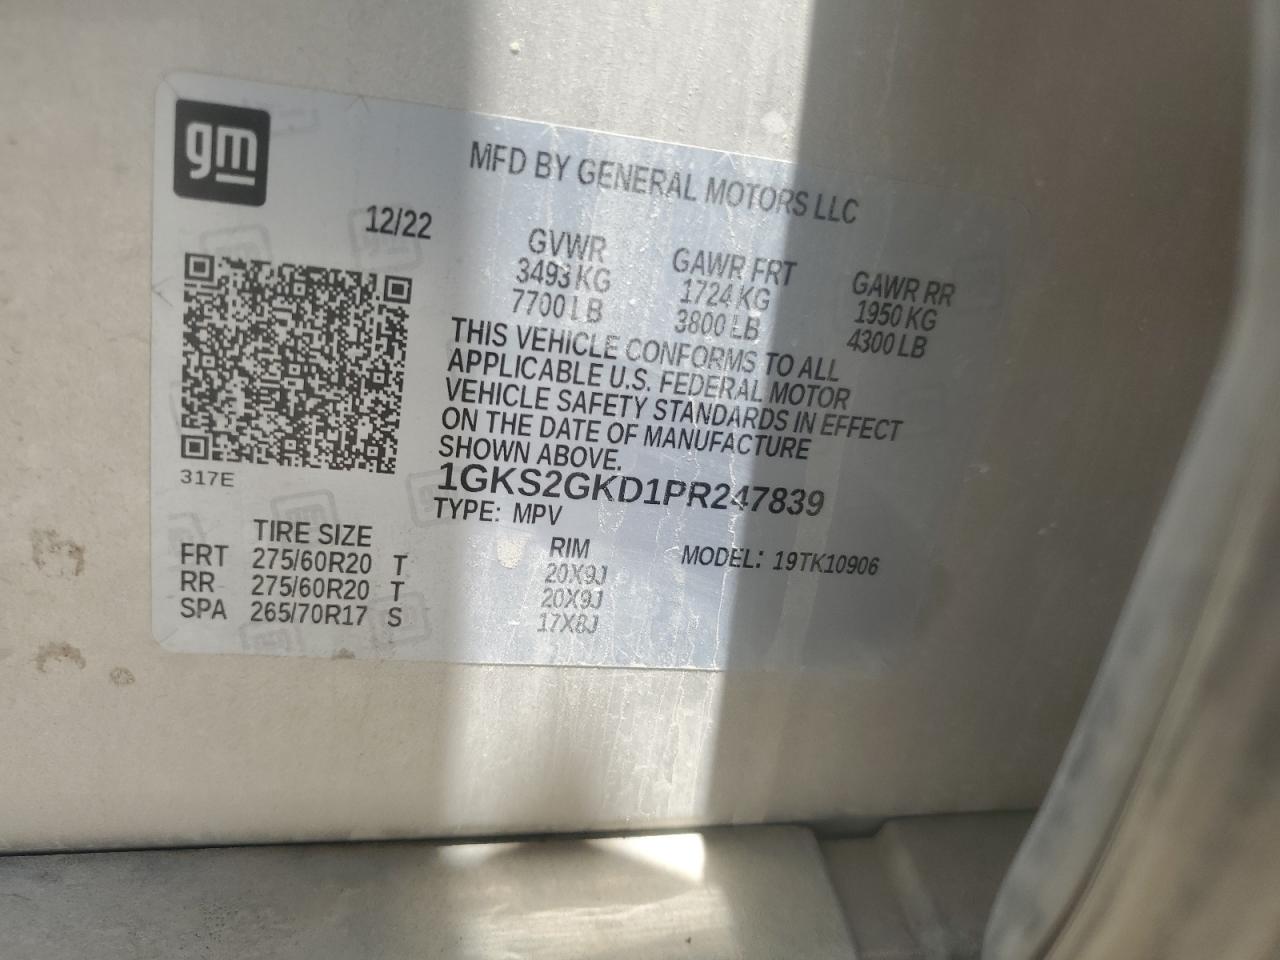 gm
MFD BY GENERAL MOTORS LLC
12/22
GVWR GAWR FRT GAWR RR
3493 KG 1724 KG 1950 KG
7700 LB 3800 LB 4300 LB
THIS VEHICLE CONFORMS TO ALL
APPLICABLE U.S. FEDERAL MOTOR
VEHICLE SAFETY STANDARDS IN EFFECT
ON THE DATE OF MANUFACTURE
SHOWN ABOVE.
317E
1GKS2GKD1PR247839
TYPE: MPV
TIRE SIZE RIM MODEL: 19TK10906
FRT 275/60R20 T 20X9J
RR 275/60R20 T 20X9J
SPA 265/70R17 S 17X8J